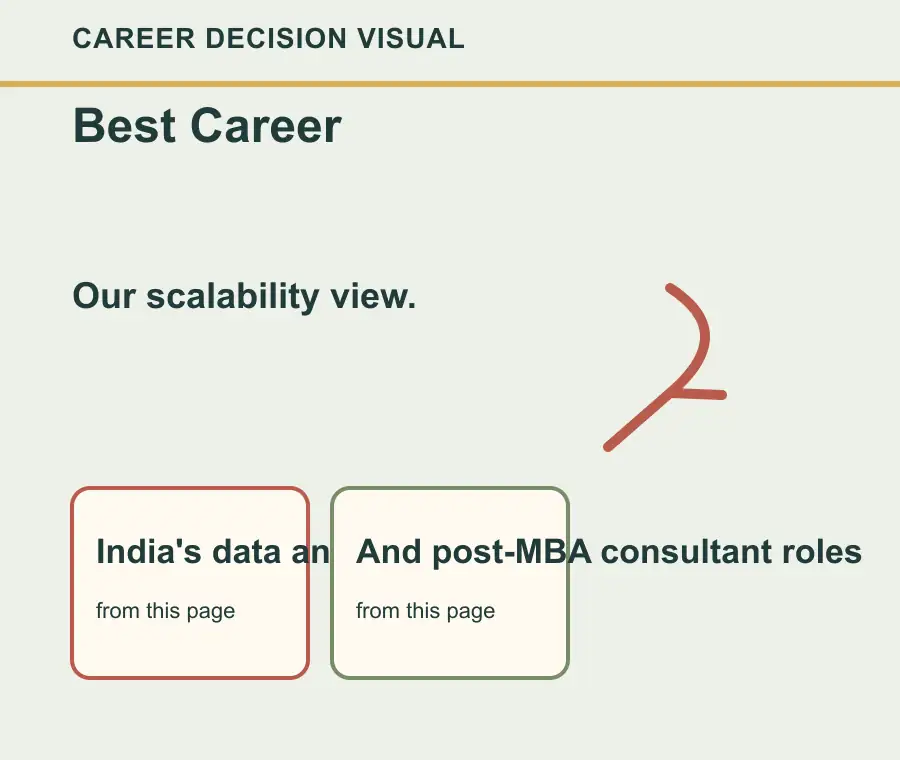 CAREER DECISION VISUAL
Best Career
Our scalability view.
India's data an
And post-MBA consultant roles
from this page
from this page